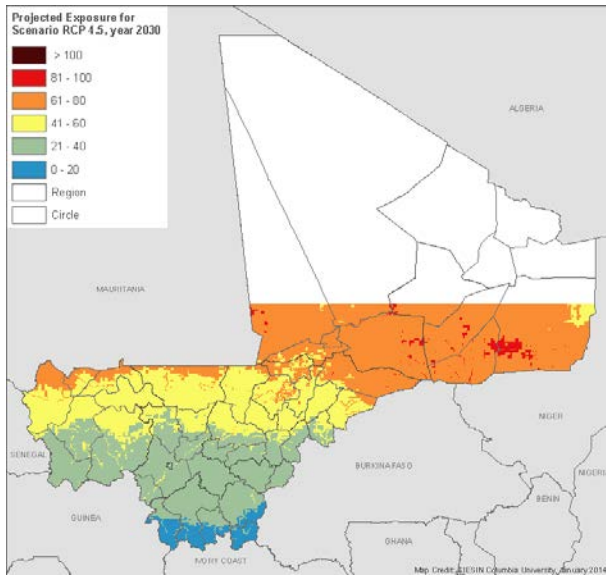 Projected Exposure for
Scenario RCP 4.5, year 2030
> 100
81 - 100
61 - 80
41 - 60
21 - 40
0 - 20
Region
Circle
ALGERIA
MAURITANIA
NIGER
SENEGAL
BURKINA FASO
NIGERI
BENIN
GUINEA
GHANA
IVORY COAST
Map Credit: CIESIN Columbia University, January 2014